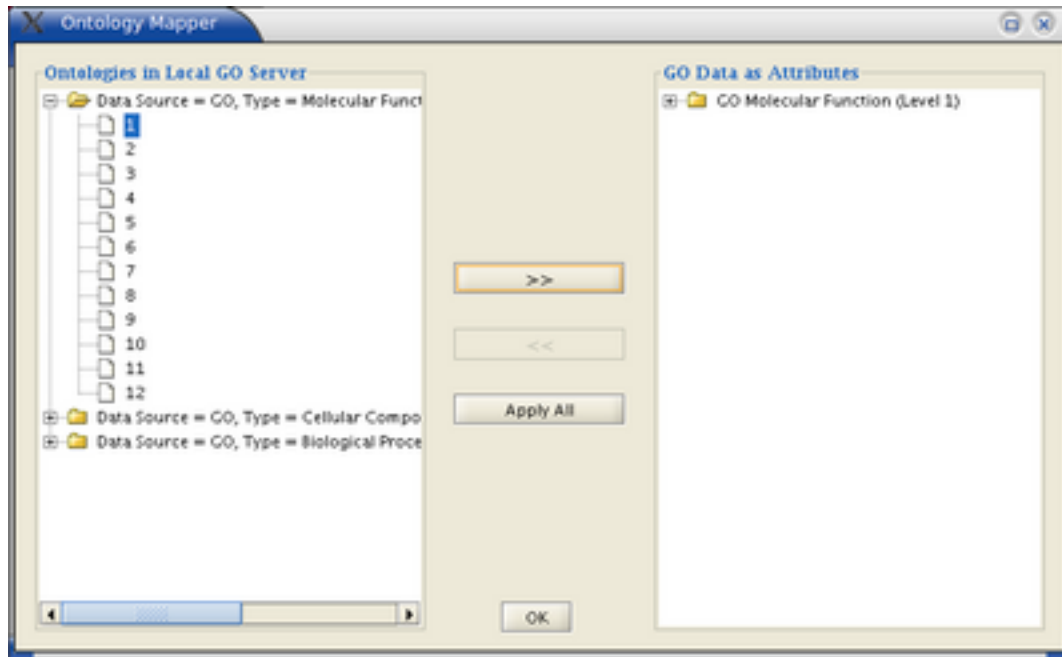 Ontology Mapper
Ontologies in Local GO Server
Data Source = GO, Type = Molecular Funct
1
2
3
4
5
6
7
8
9
10
11
12
Data Source = GO, Type = Cellular Compo
Data Source = GO, Type = Biological Proce
>>
<<
Apply All
OK
GO Data as Attributes
GO Molecular Function (Level 1)